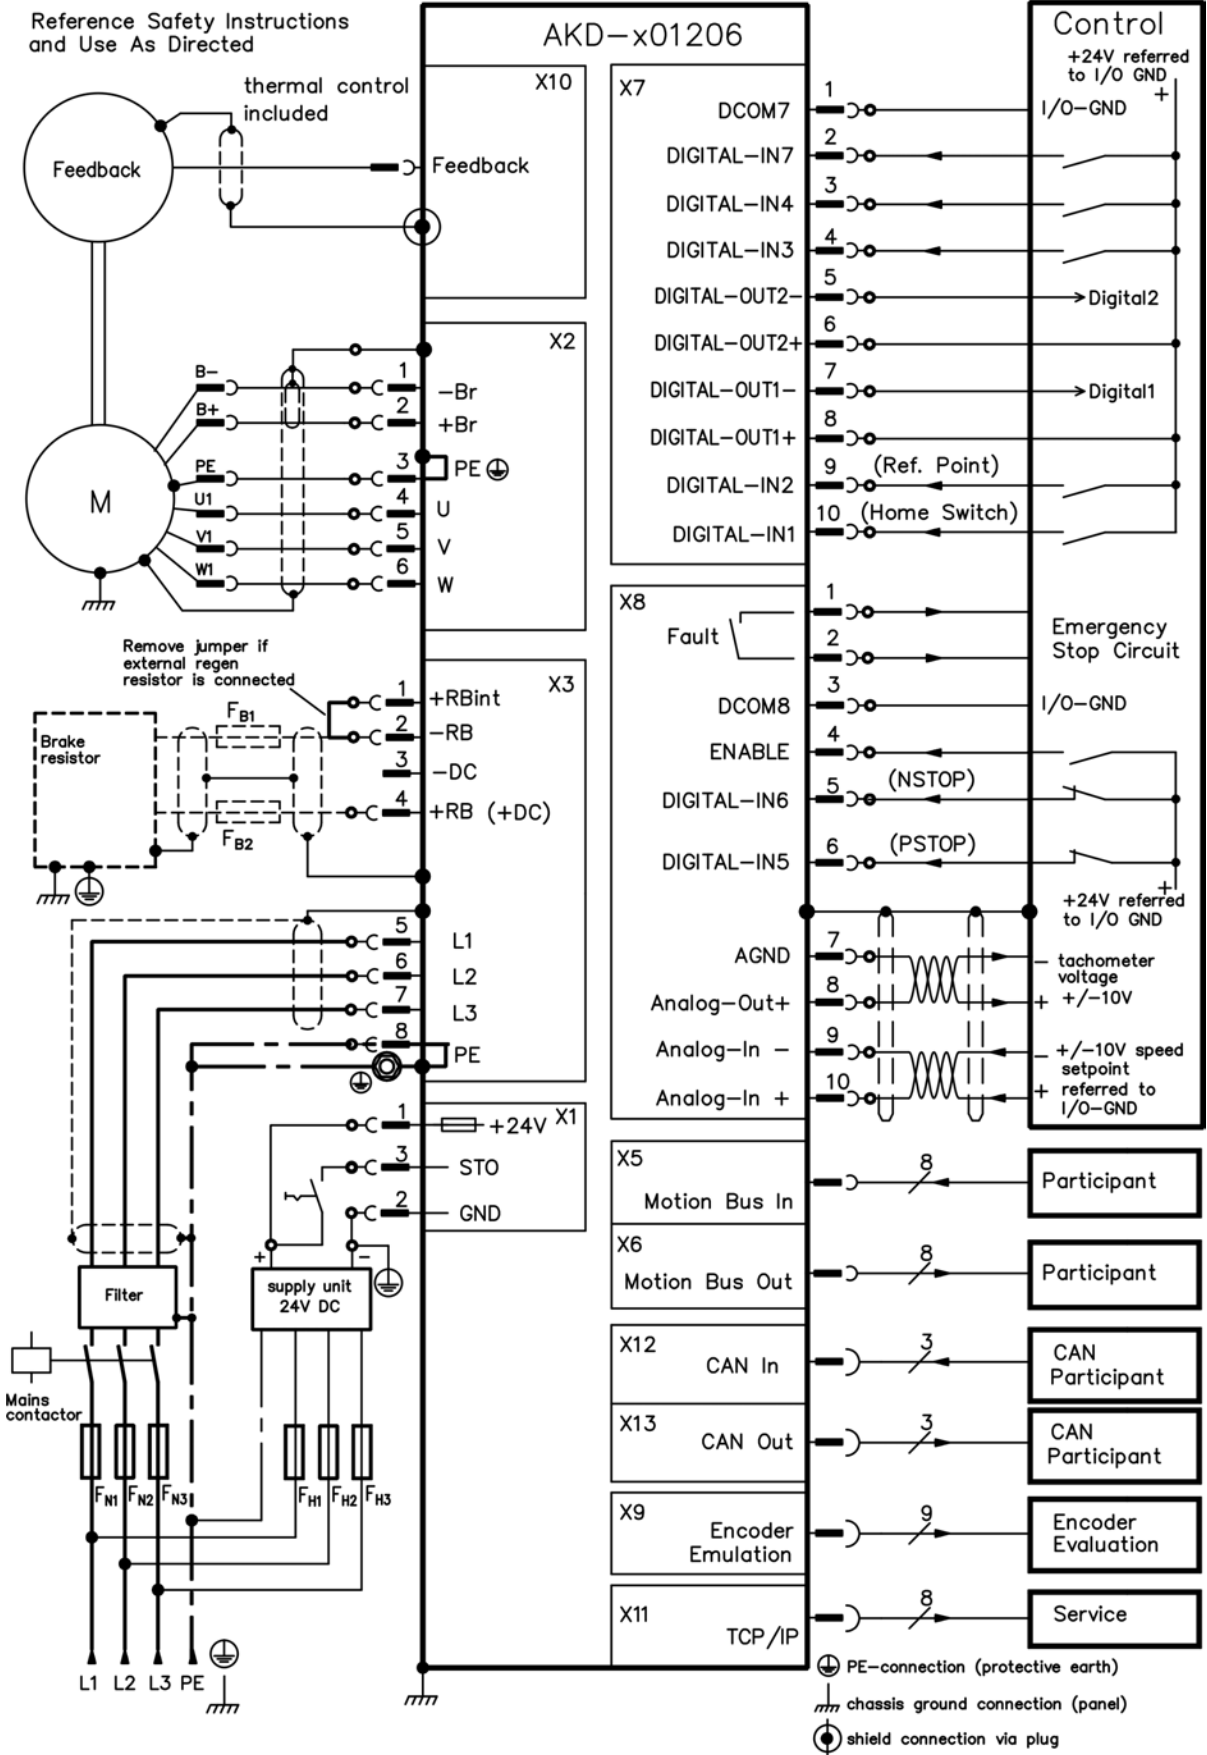 Reference Safety Instructions
and Use As Directed
AKD-x01206
Control
+24V referred
to I/O GND
+
thermal control
included
Feedback
X10
Feedback
X7
DCOM7
1
I/O-GND
DIGITAL-IN7
2
DIGITAL-IN4
3
DIGITAL-IN3
4
DIGITAL-OUT2-
5
Digital2
DIGITAL-OUT2+
6
DIGITAL-OUT1-
7
Digital1
DIGITAL-OUT1+
8
DIGITAL-IN2
9
(Ref. Point)
DIGITAL-IN1
10
(Home Switch)
X2
B-
1
-Br
B+
2
+Br
PE
3
PE
M
U1
4
U
V1
5
V
W1
6
W
X8
Fault
1
2
Emergency
Stop Circuit
DCOM8
3
I/O-GND
ENABLE
4
DIGITAL-IN6
5
(NSTOP)
DIGITAL-IN5
6
(PSTOP)
+
+24V referred
to I/O GND
AGND
7
- tachometer
voltage
Analog-Out+
8
+ +/-10V
Analog-In -
9
- +/-10V speed
setpoint
Analog-In +
10
+ referred to
I/O-GND
Remove jumper if
external regen
resistor is connected
X3
Brake
resistor
FB1
1
+RBint
2
-RB
3
-DC
4
+RB (+DC)
FB2
5
L1
6
L2
7
L3
8
PE
X1
1
+24V
3
STO
2
GND
+
-
supply unit
24V DC
Filter
Mains
contactor
FN1
FN2
FN3
FH1
FH2
FH3
L1
L2
L3
PE
X5
Motion Bus In
8
Participant
X6
Motion Bus Out
8
Participant
X12
CAN In
3
CAN
Participant
X13
CAN Out
3
CAN
Participant
X9
Encoder
Emulation
9
Encoder
Evaluation
X11
TCP/IP
8
Service
PE-connection (protective earth)
chassis ground connection (panel)
shield connection via plug